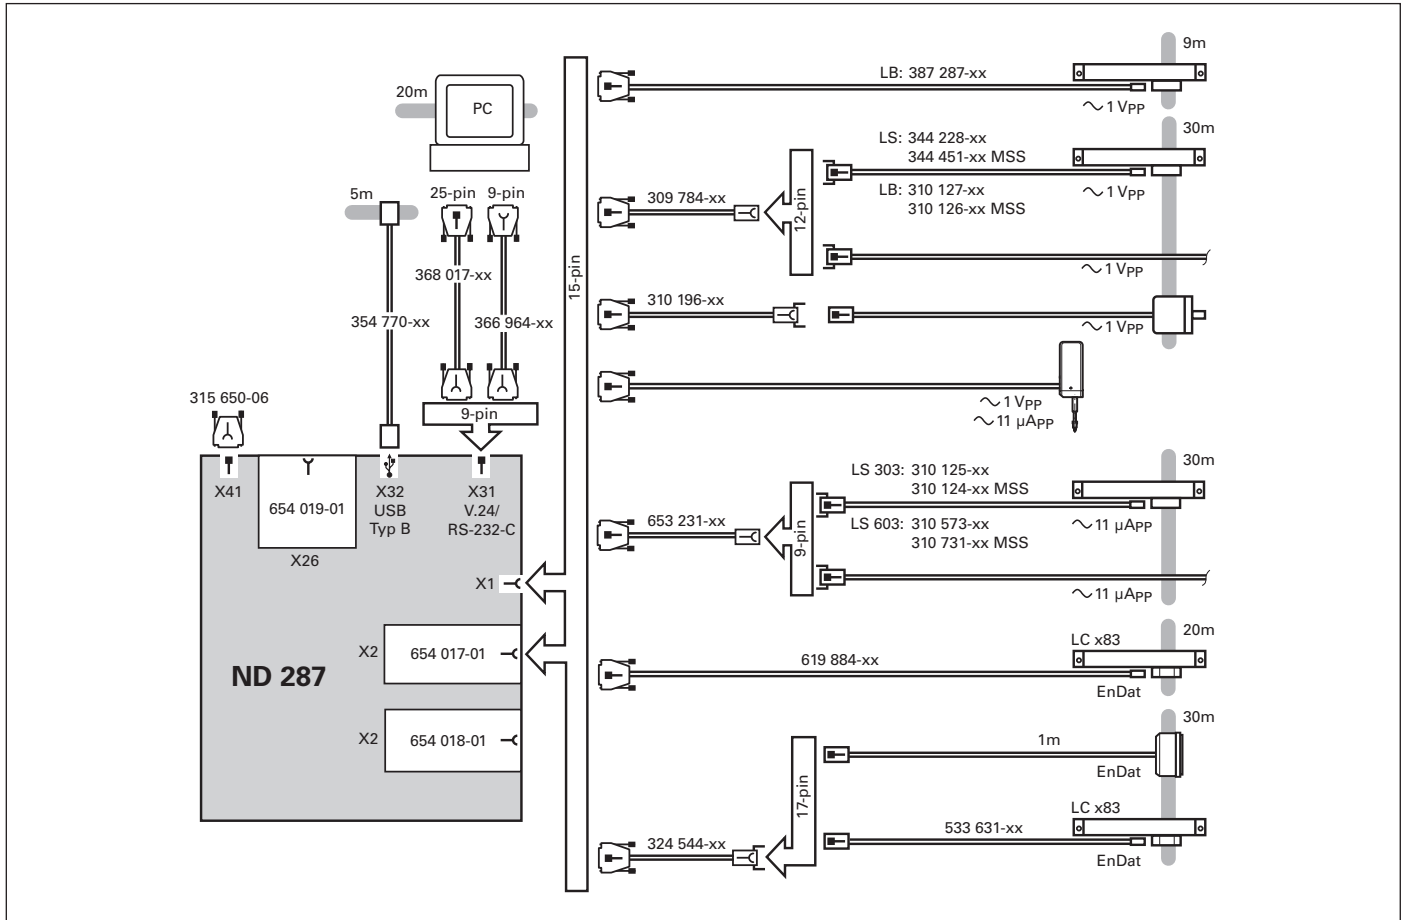 9m
LB: 387 287-xx
1 VPP
20m
PC
30m
LS: 344 228-xx
344 451-xx MSS
1 VPP
LB: 310 127-xx
310 126-xx MSS
12-pin
309 784-xx
1 VPP
5m
25-pin
9-pin
368 017-xx
354 770-xx
366 964-xx
15-pin
310 196-xx
1 VPP
1 VPP
11 µAPP
315 650-06
9-pin
X41
654 019-01
X26
X32
USB
Typ B
X31
V.24/
RS-232-C
30m
LS 303: 310 125-xx
310 124-xx MSS
11 µAPP
LS 603: 310 573-xx
310 731-xx MSS
9-pin
653 231-xx
11 µAPP
X1
X2
654 017-01
ND 287
X2
654 018-01
20m
LC x83
619 884-xx
EnDat
30m
1m
EnDat
17-pin
LC x83
533 631-xx
EnDat
324 544-xx